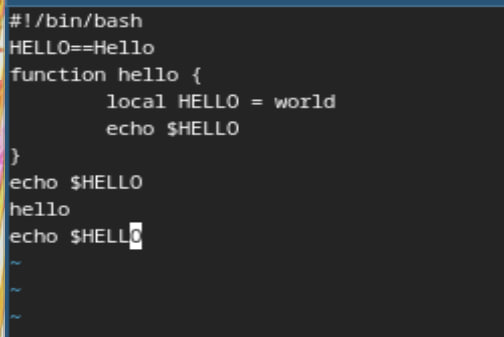 #!/bin/bash
HELLO==Hello
function hello {
        local HELLO = world
        echo $HELLO
}
echo $HELLO
hello
echo $HELLO
~
~
~